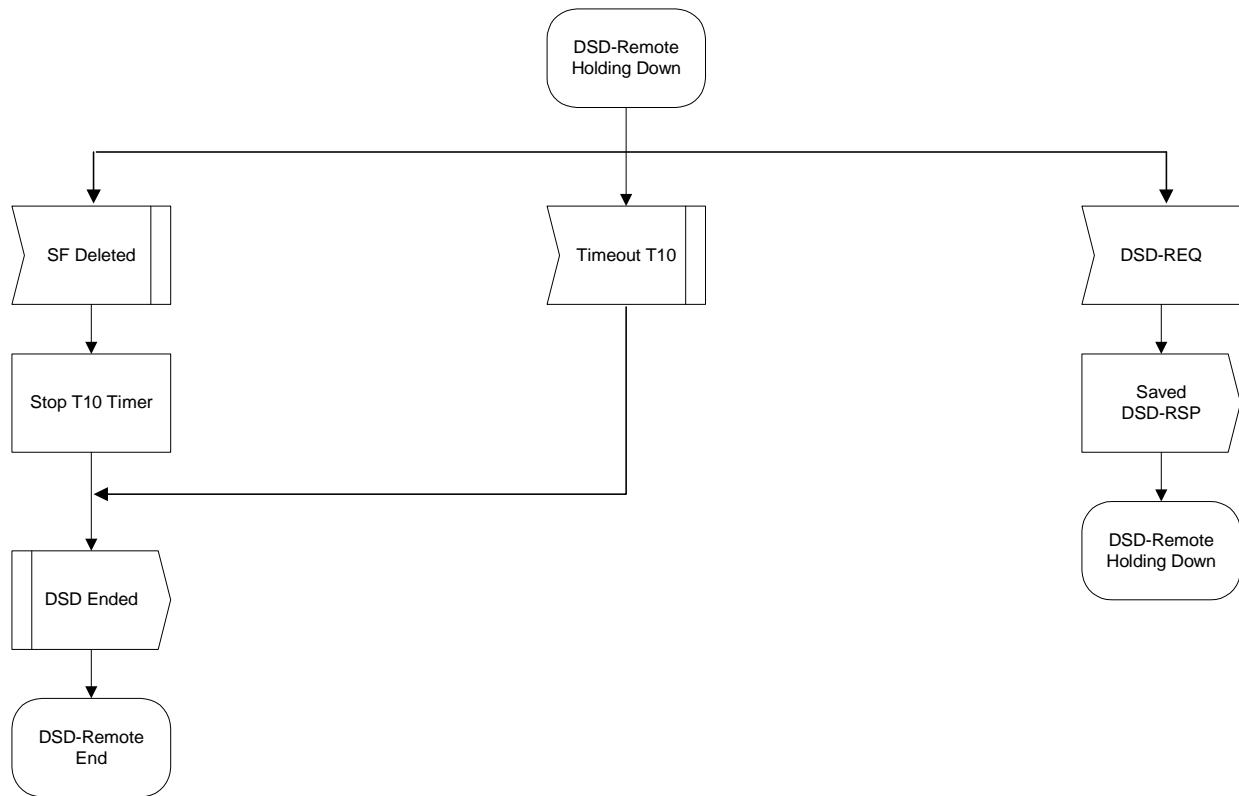 DSD-Remote
Holding Down
SF Deleted
Timeout T10
DSD-REQ
Stop T10 Timer
Saved
DSD-RSP
DSD-Remote
Holding Down
DSD Ended
DSD-Remote
End